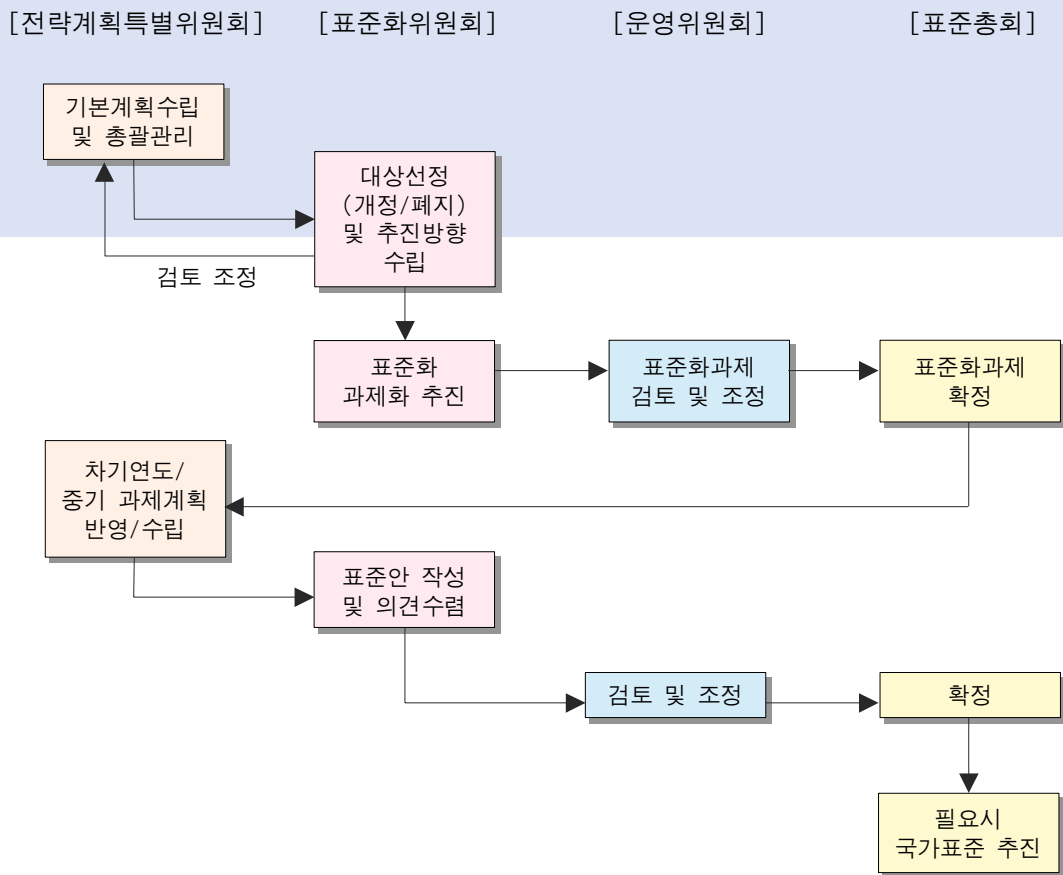 [전략계획특별위원회]
[표준화위원회]
[운영위원회]
[표준총회]
기본계획수립
및 총괄관리
대상선정
(개정/폐지)
및 추진방향
수립
검토 조정
표준화
과제화 추진
표준화과제
검토 및 조정
표준화과제
확정
차기연도/
중기 과제계획
반영/수립
표준안 작성
및 의견수렴
검토 및 조정
확정
필요시
국가표준 추진